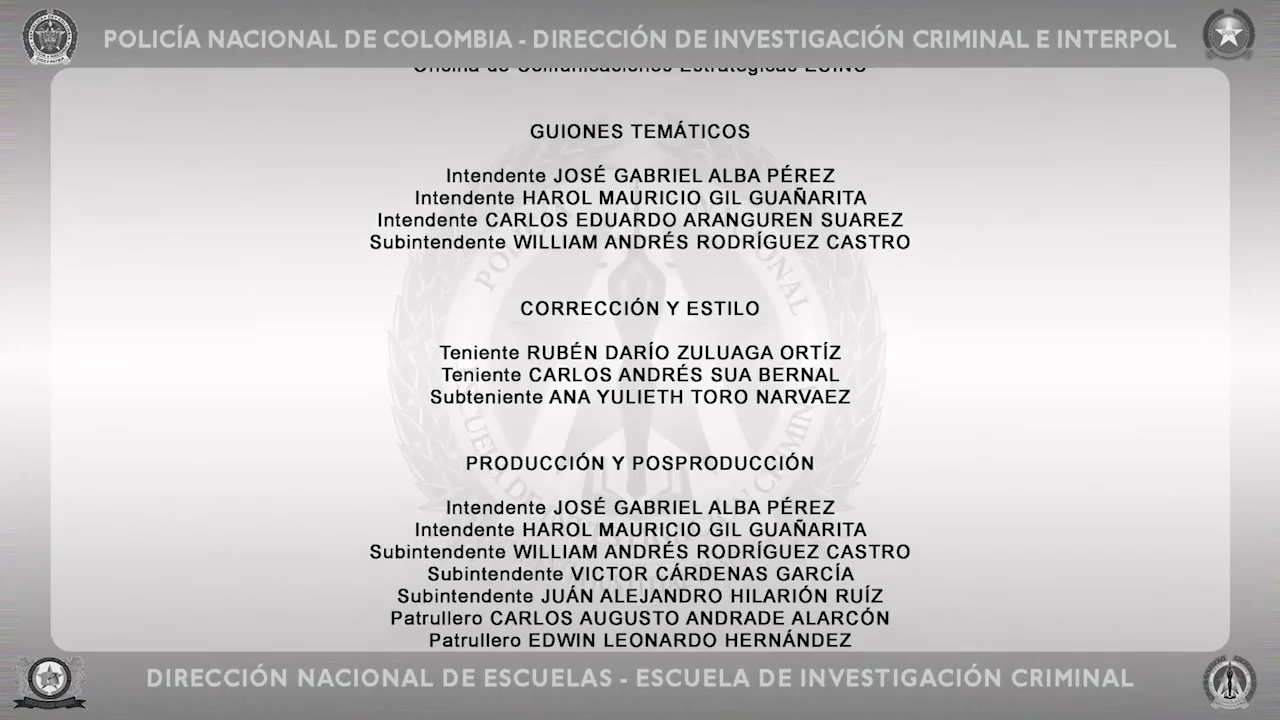 POLICÍA NACIONAL DE COLOMBIA - DIRECCIÓN DE INVESTIGACIÓN CRIMINAL E INTERPOL
Oficina de Comunicaciones Estratégicas
GUIONES TEMÁTICOS
Intendente JOSÉ GABRIEL ALBA PÉREZ
Intendente HAROL MAURICIO GIL GUAÑARITA
Intendente CARLOS EDUARDO ARANGUREN SUAREZ
Subintendente WILLIAM ANDRÉS RODRÍGUEZ CASTRO
CORRECCIÓN Y ESTILO
Teniente RUBÉN DARÍO ZULUAGA ORTÍZ
Teniente CARLOS ANDRÉS SUA BERNAL
Subteniente ANA YULIETH TORO NARVAEZ
PRODUCCIÓN Y POSPRODUCCIÓN
Intendente JOSÉ GABRIEL ALBA PÉREZ
Intendente HAROL MAURICIO GIL GUAÑARITA
Subintendente WILLIAM ANDRÉS RODRÍGUEZ CASTRO
Subintendente VICTOR CÁRDENAS GARCÍA
Subintendente JUÁN ALEJANDRO HILARIÓN RUÍZ
Patrullero CARLOS AUGUSTO ANDRADE ALARCÓN
Patrullero EDWIN LEONARDO HERNÁNDEZ
DIRECCIÓN NACIONAL DE ESCUELAS - ESCUELA DE INVESTIGACIÓN CRIMINAL